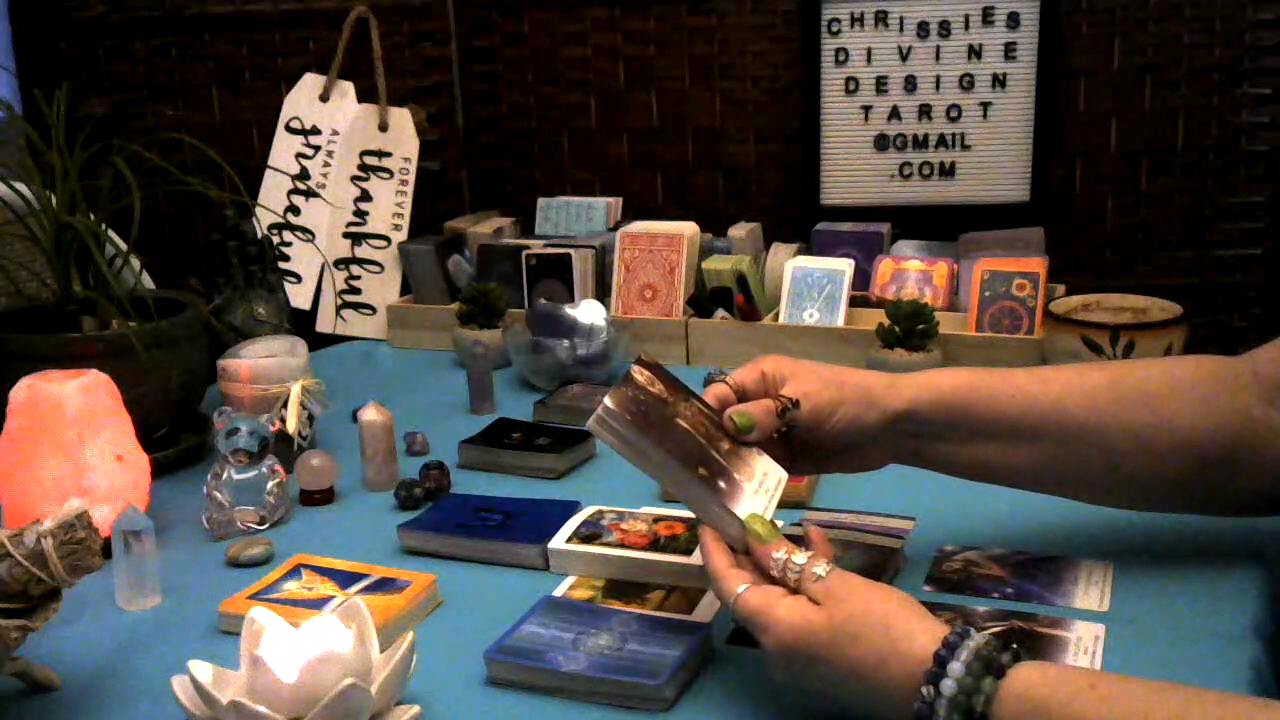 CHRISSIES
DIVINE
DESIGN
TAROT
@GMAIL
.COM
ALWAYS
grateful
FOREVER
thankful